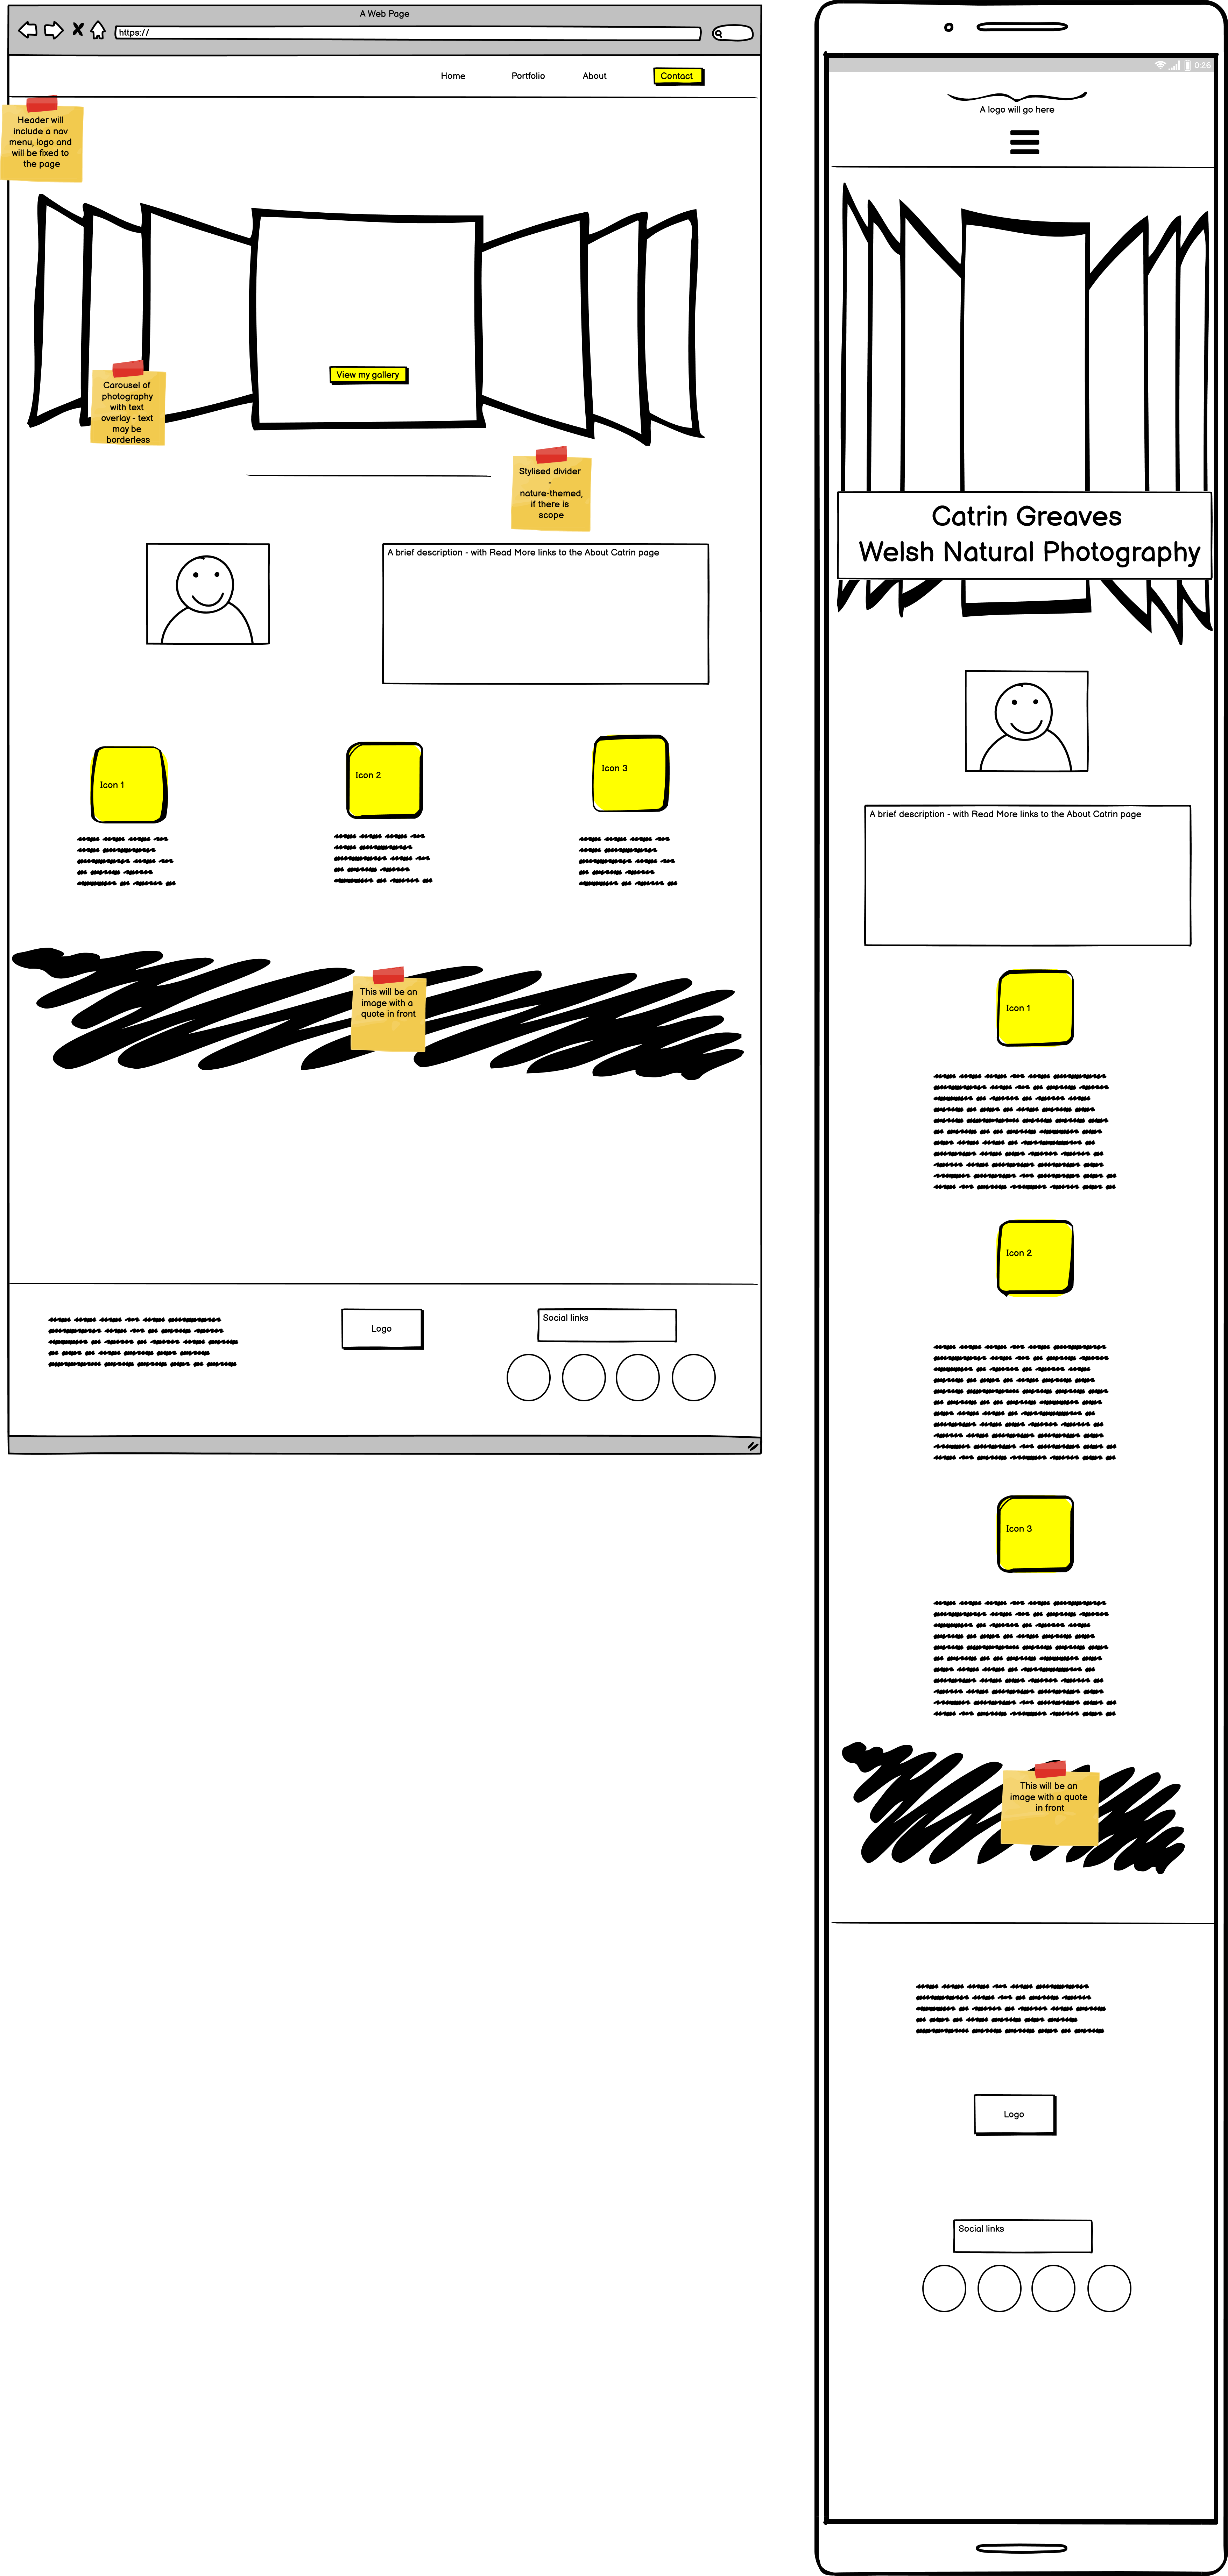 A Web Page
https://
Home Portfolio About Contact
Header will
include a nav
menu, logo and
will be fixed to
the page
View my gallery
Carousel of
photography
with text
overlay - text
may be
borderless
Stylised divider
-
nature-themed,
if there is
scope
A brief description - with Read More links to the About Catrin page
Icon 1
Icon 2
Icon 3
This will be an
image with a
quote in front
Logo
Social links
0:26
A logo will go here
Catrin Greaves
Welsh Natural Photography
A brief description - with Read More links to the About Catrin page
Icon 1
Icon 2
Icon 3
This will be an
image with a quote
in front
Logo
Social links